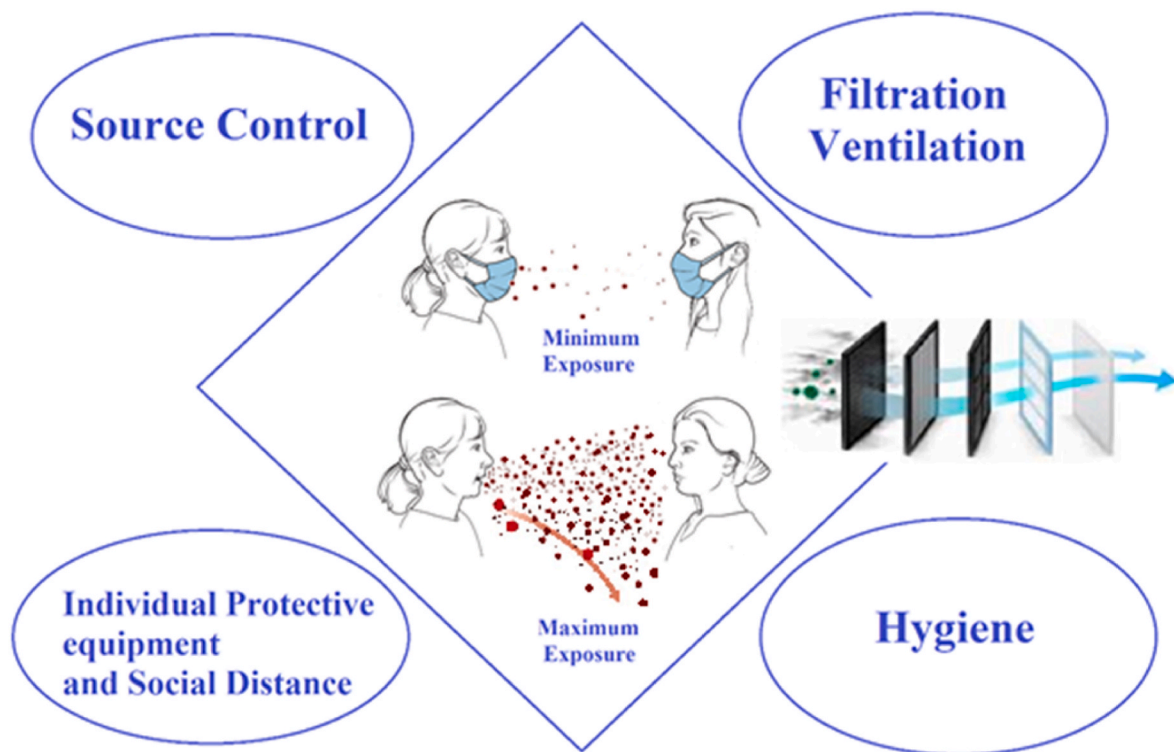 Source Control
Filtration
Ventilation
Minimum
Exposure
Maximum
Exposure
Individual Protective
equipment
and Social Distance
Hygiene